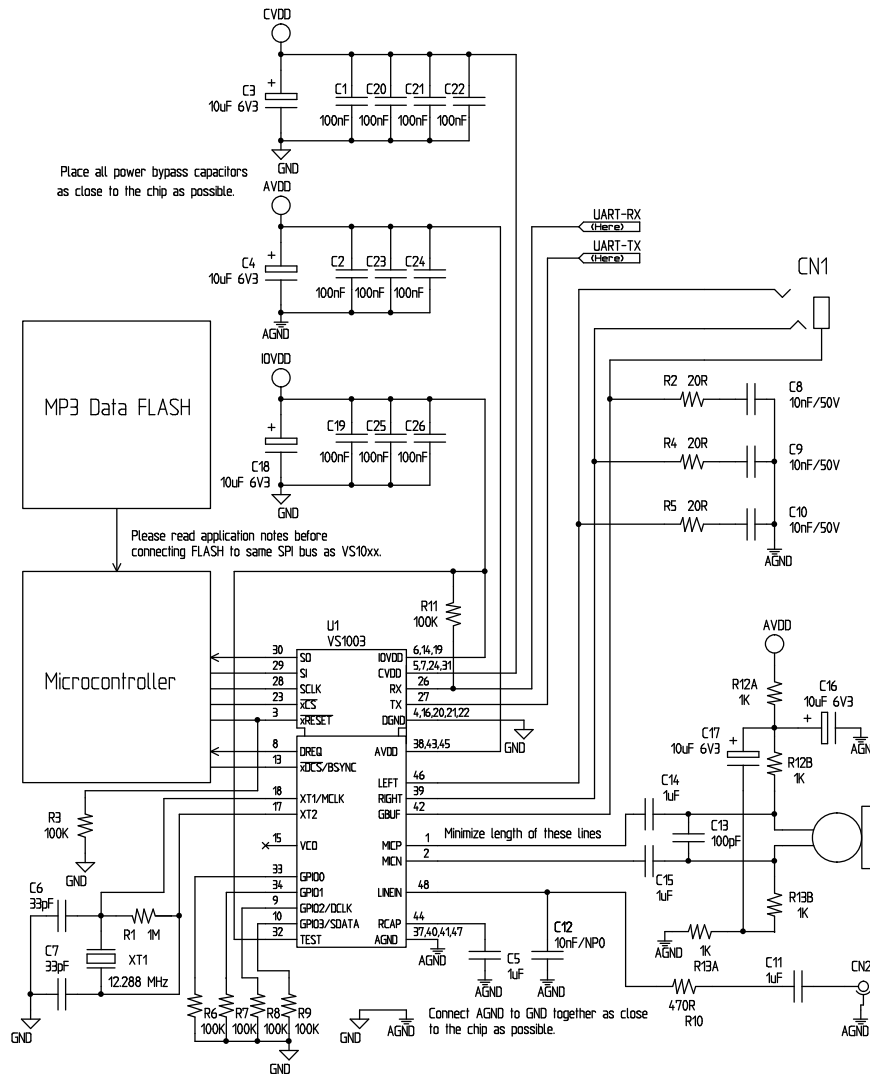 CVDD
C3
10uF 6V3
+
C1 C20 C21 C22
100nF 100nF 100nF 100nF
GND
Place all power bypass capacitors
as close to the chip as possible.
AVDD
C4
10uF 6V3
+
C2 C23 C24
100nF 100nF 100nF
AGND
UART-RX
(Here)
UART-TX
(Here)
CN1
IOVDD
+
C18
10uF 6V3
C19 C25 C26
100nF 100nF 100nF
GND
MP3 Data FLASH
R2 20R
C8
10nF/50V
R4 20R
C9
10nF/50V
R5 20R
C10
10nF/50V
AGND
Please read application notes before
connecting FLASH to same SPI bus as VS10xx.
Microcontroller
R11
100K
U1
VS1003
30 SO
29 SI
28 SCLK
23 xCS
3 xRESET
8 DREQ
13 xDCS/BSYNC
18 XT1/MCLK
17 XT2
15 VCO
33 GPIO0
34 GPIO1
9 GPIO2/DCLK
10 GPIO3/SDATA
32 TEST
IOVDD 6,14,19
CVDD 5,7,24,31
RX 26
TX 27
DGND 4,16,20,21,22
GND
AVDD 38,43,45
LEFT 46
RIGHT 39
GBUF 42
MICP 1
MICN 2
LINEIN 48
RCAP 44
AGND 37,40,41,47
AGND
Minimize length of these lines
AVDD
R12A
1K
C16
10uF 6V3
+
AGN
C17
10uF
6V3
+
R12B
1K
C14
1uF
C13
100pF
C15
1uF
R13B
1K
AGND
1K
R13A
C12
10nF/NP0
AGND
C5
1uF
AGND
470R
R10
C11
1uF
CN2
AGND
R3
100K
GND
C6
33pF
R1 1M
C7
33pF
XT1
12.288 MHz
GND
R6
100K
R7
100K
R8
100K
R9
100K
GND
GND
AGND
Connect AGND to GND together as close
to the chip as possible.